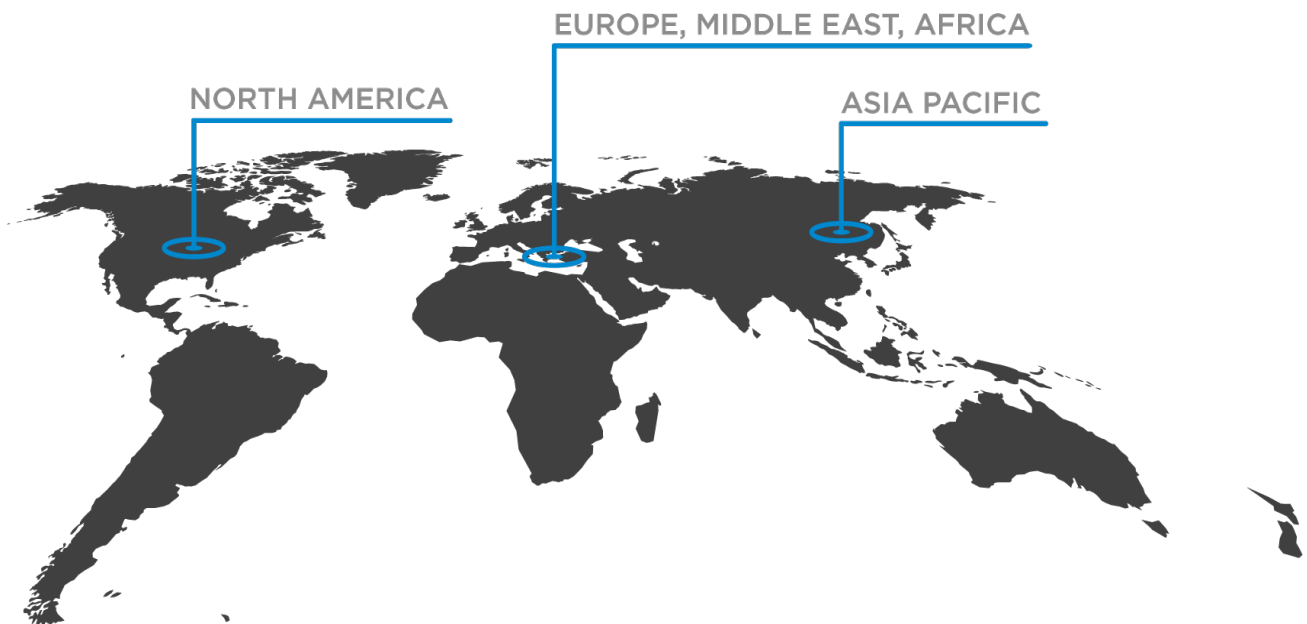 EUROPE, MIDDLE EAST, AFRICA
NORTH AMERICA
ASIA PACIFIC